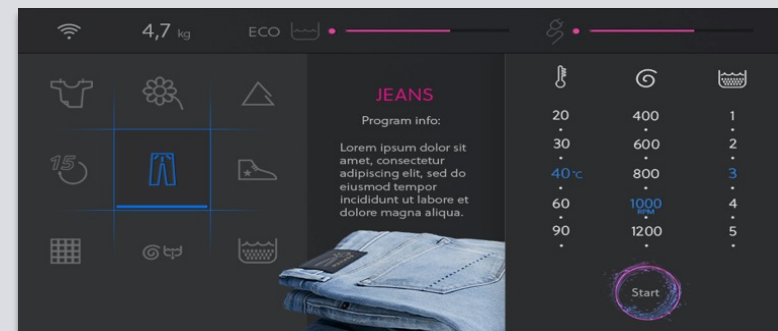 4,7 kg
ECO
JEANS
Program info:
Lorem ipsum dolor sit
amet, consectetur
adipiscing elit, sed do
eiusmod tempor
incididunt ut labore et
dolore magna aliqua.
15
20 400 1
30 600 2
40 °C 800 3
60 1000 4
RPM
90 1200 5
Start